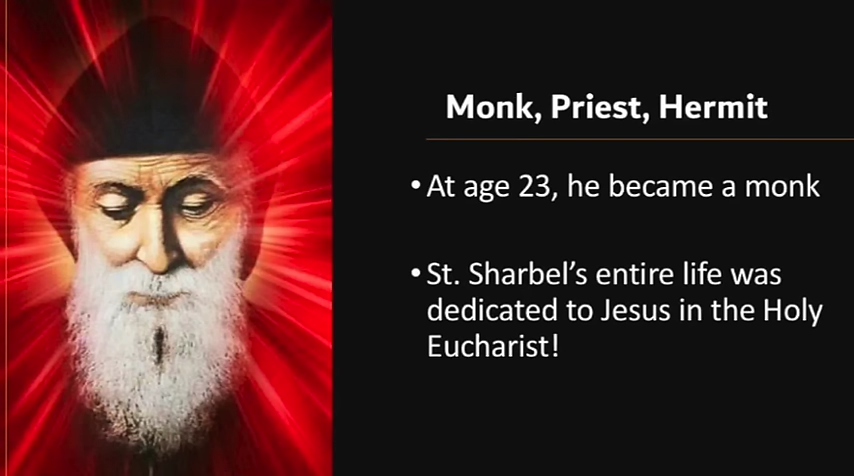 Monk, Priest, Hermit
• At age 23, he became a monk
• St. Sharbel’s entire life was
dedicated to Jesus in the Holy
Eucharist!